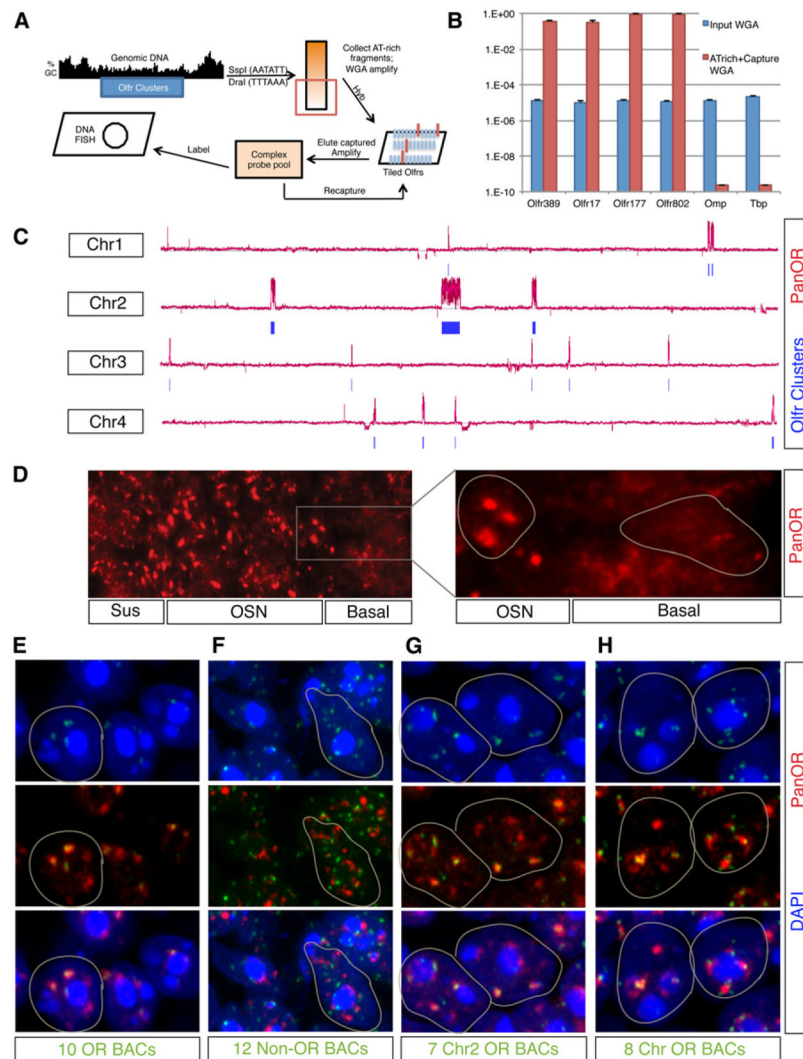 A
% GC
Genomic DNA
Olfr Clusters
SspI (AATATT)
DraI (TTTAAA)
Collect AT-rich
fragments;
WGA amplify
Hyb
Tiled Olfrs
Elute captured
Amplify
Complex
probe pool
Recapture
Label
DNA
FISH
B
1.E+00
1.E-02
1.E-04
1.E-06
1.E-08
1.E-10
Olfr389
Olfr17
Olfr177
Olfr802
Omp
Tbp
Input WGA
ATrich+Capture
WGA
C
Chr1
Chr2
Chr3
Chr4
PanOR
Olfr Clusters
D
Sus
OSN
Basal
OSN
Basal
PanOR
E
F
G
H
PanOR
DAPI
10 OR BACs
12 Non-OR BACs
7 Chr2 OR BACs
8 Chr OR BACs